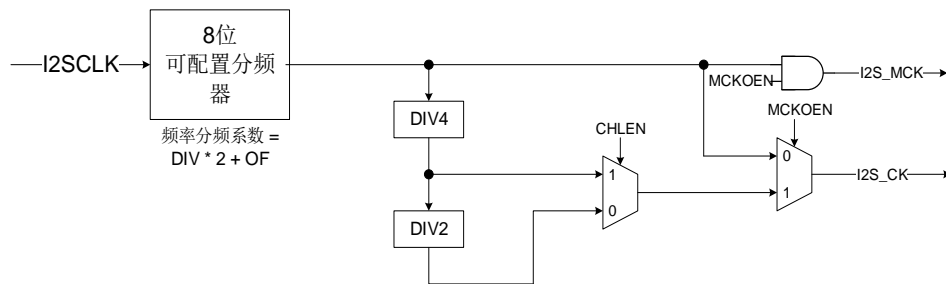 8位
可配置分频
器
I2SCLK
频率分频系数 =
DIV * 2 + OF
DIV4
DIV2
CHLEN
1
0
MCKOEN
I2S_MCK
MCKOEN
0
1
I2S_CK